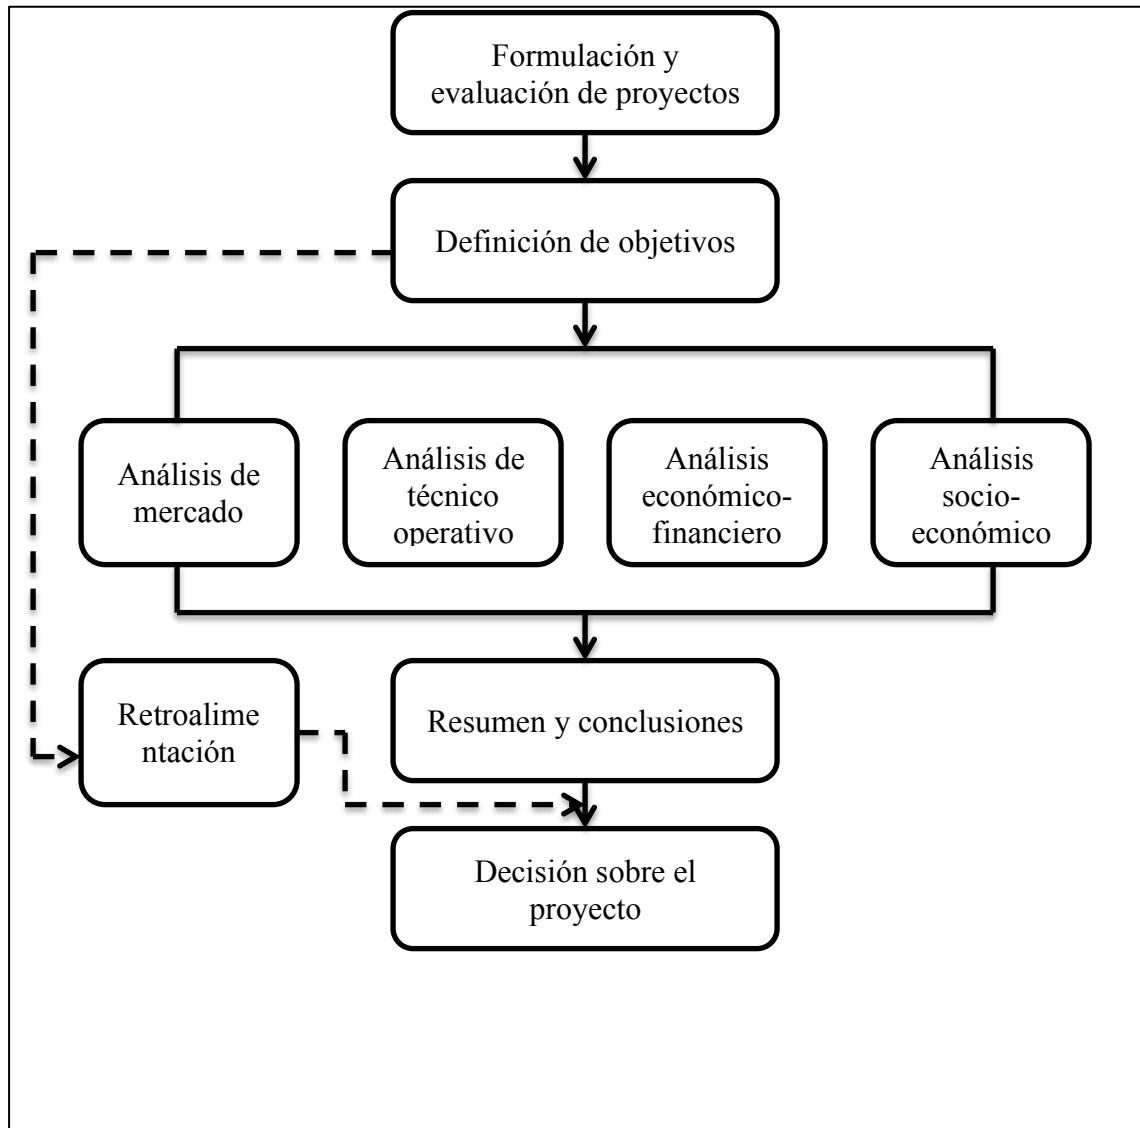 Formulación y
evaluación de proyectos
Definición de objetivos
Análisis de
mercado
Análisis de
técnico
operativo
Análisis
económico-
financiero
Análisis
socio-
económico
Retroalime
ntación
Resumen y conclusiones
Decisión sobre el
proyecto